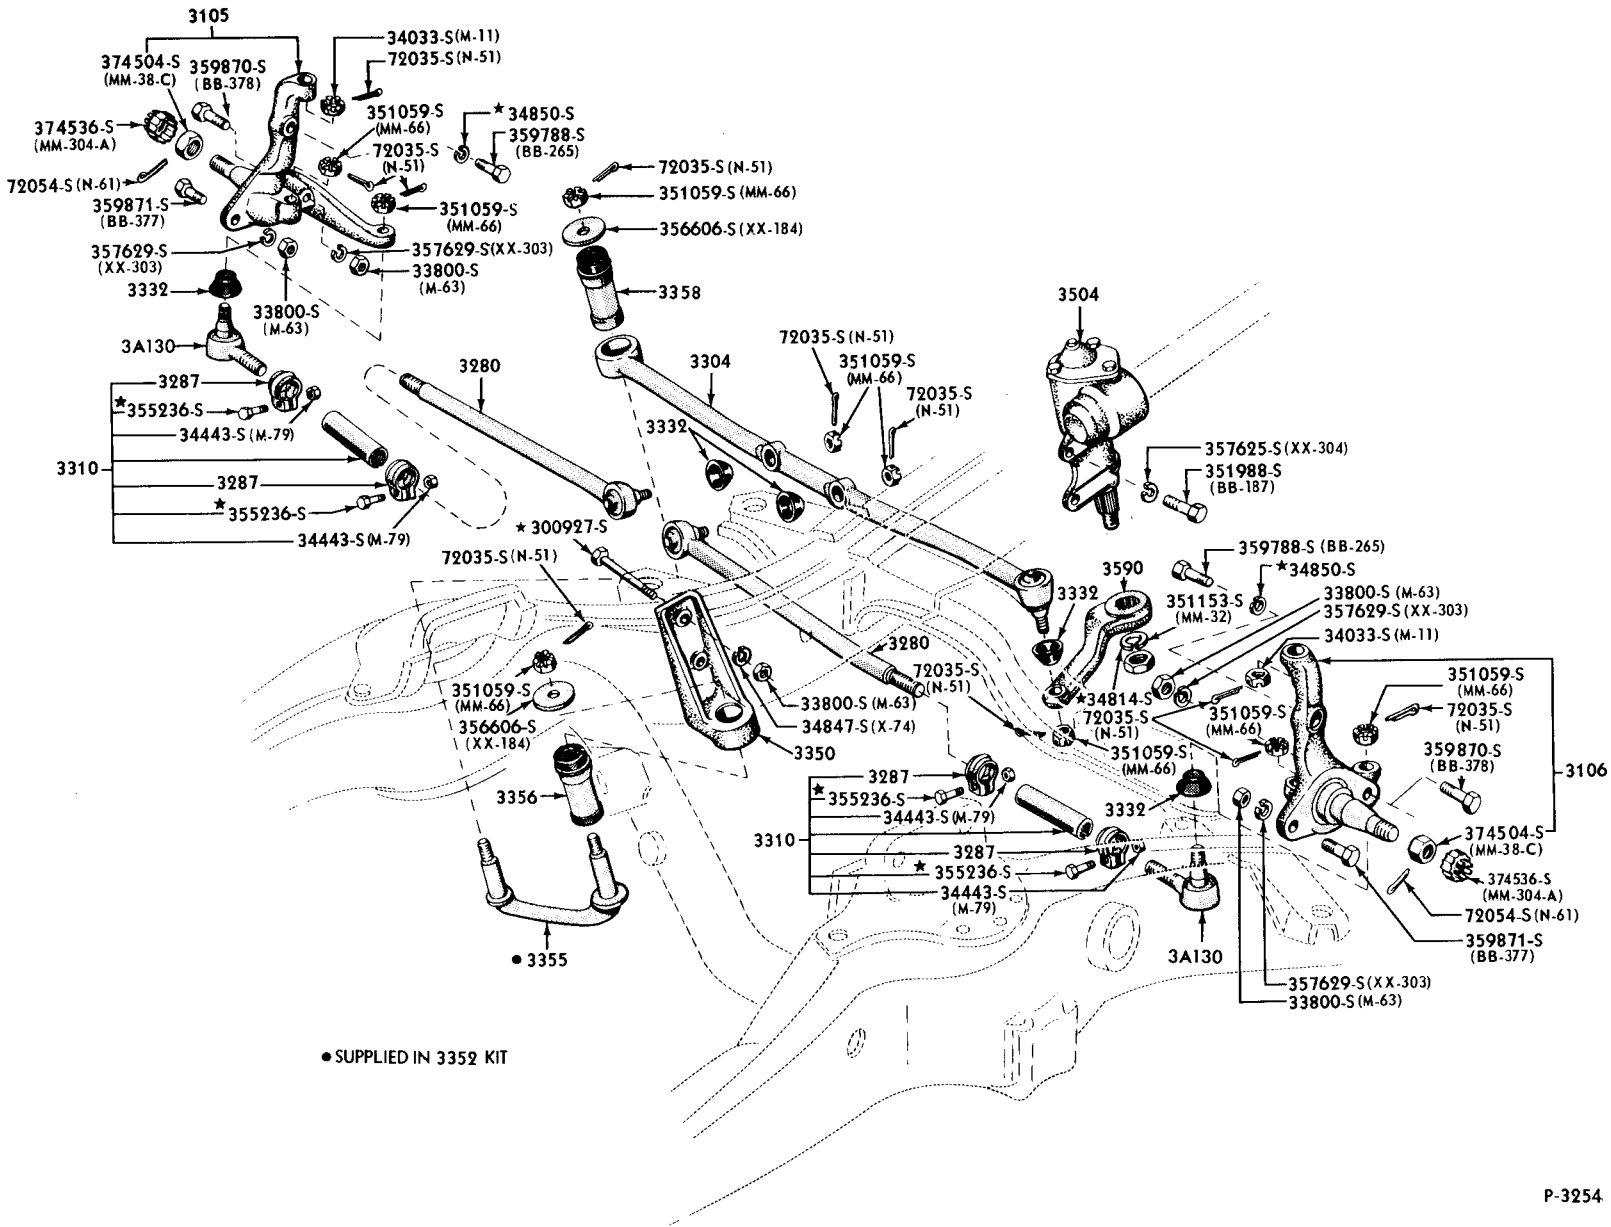 3105
34033-S (M-11)
72035-S (N-51)
374504-S
(MM-38-C)
359870-S
(BB-378)
351059-S
(MM-66)
★ 34850-S
359788-S
(BB-265)
374536-S
(MM-304-A)
72035-S
(N-51)
72035-S (N-51)
351059-S (MM-66)
72054-S (N-61)
359871-S
(BB-377)
351059-S
(MM-66)
356606-S (XX-184)
357629-S
(XX-303)
357629-S (XX-303)
33800-S
(M-63)
3332
33800-S
(M-63)
3358
3504
3A130
3280
3304
72035-S (N-51)
351059-S
(MM-66)
72035-S
(N-51)
3287
★ 355236-S
34443-S (M-79)
3310
3287
★ 355236-S
34443-S (M-79)
3332
357625-S (XX-304)
351988-S
(BB-187)
★ 300927-S
72035-S (N-51)
359788-S (BB-265)
★ 34850-S
3590
3332
351153-S
(MM-32)
33800-S (M-63)
357629-S (XX-303)
34033-S (M-11)
3280
72035-S
(N-51)
★ 34814-S
72035-S
(N-51)
351059-S
(MM-66)
351059-S
(MM-66)
72035-S
(N-51)
359870-S
(BB-378)
351059-S
(MM-66)
356606-S
(XX-184)
33800-S (M-63)
34847-S (X-74)
3350
351059-S
(MM-66)
3106
3356
3287
★ 355236-S
34443-S (M-79)
3310
3287
★ 355236-S
34443-S
(M-79)
3332
374504-S
(MM-38-C)
374536-S
(MM-304-A)
72054-S (N-61)
359871-S
(BB-377)
● 3355
3A130
357629-S (XX-303)
33800-S (M-63)
● SUPPLIED IN 3352 KIT
P-3254